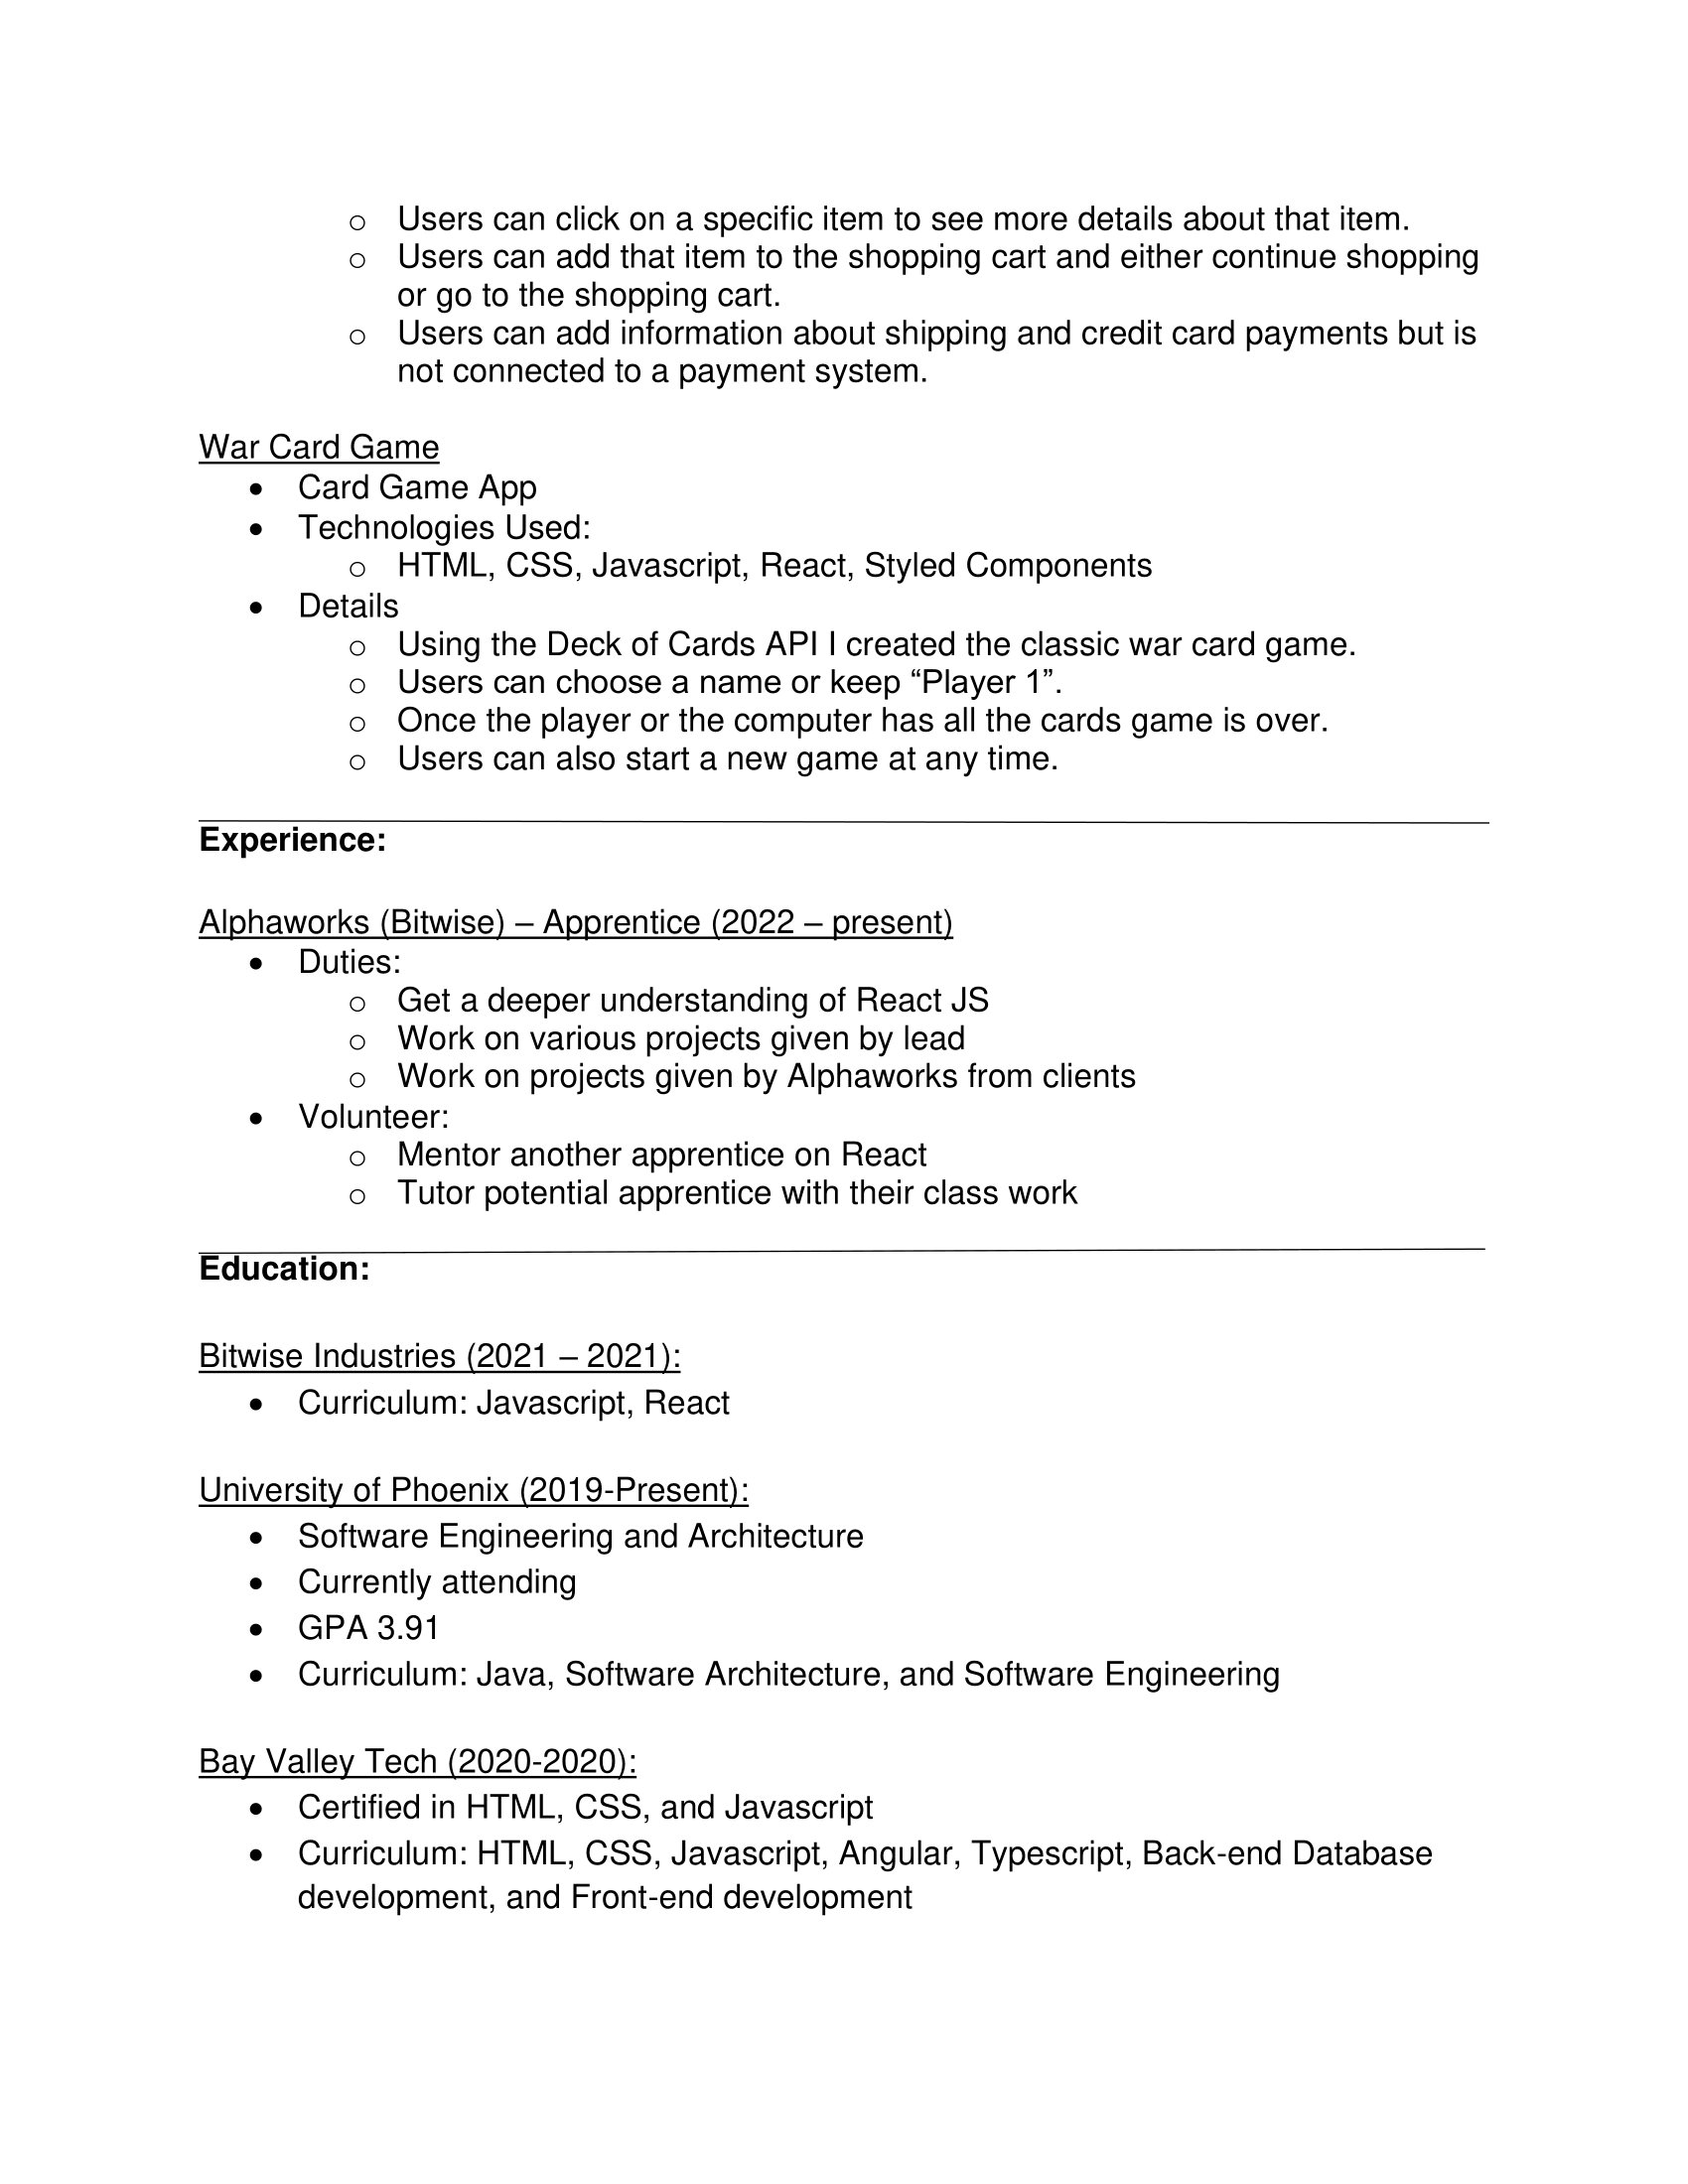 ○ Users can click on a specific item to see more details about that item.
○ Users can add that item to the shopping cart and either continue shopping
or go to the shopping cart.
○ Users can add information about shipping and credit card payments but is
not connected to a payment system.
War Card Game
• Card Game App
• Technologies Used:
○ HTML, CSS, Javascript, React, Styled Components
• Details
○ Using the Deck of Cards API I created the classic war card game.
○ Users can choose a name or keep “Player 1”.
○ Once the player or the computer has all the cards game is over.
○ Users can also start a new game at any time.
Experience:
Alphaworks (Bitwise) – Apprentice (2022 – present)
• Duties:
○ Get a deeper understanding of React JS
○ Work on various projects given by lead
○ Work on projects given by Alphaworks from clients
• Volunteer:
○ Mentor another apprentice on React
○ Tutor potential apprentice with their class work
Education:
Bitwise Industries (2021 – 2021):
• Curriculum: Javascript, React
University of Phoenix (2019-Present):
• Software Engineering and Architecture
• Currently attending
• GPA 3.91
• Curriculum: Java, Software Architecture, and Software Engineering
Bay Valley Tech (2020-2020):
• Certified in HTML, CSS, and Javascript
• Curriculum: HTML, CSS, Javascript, Angular, Typescript, Back-end Database
development, and Front-end development